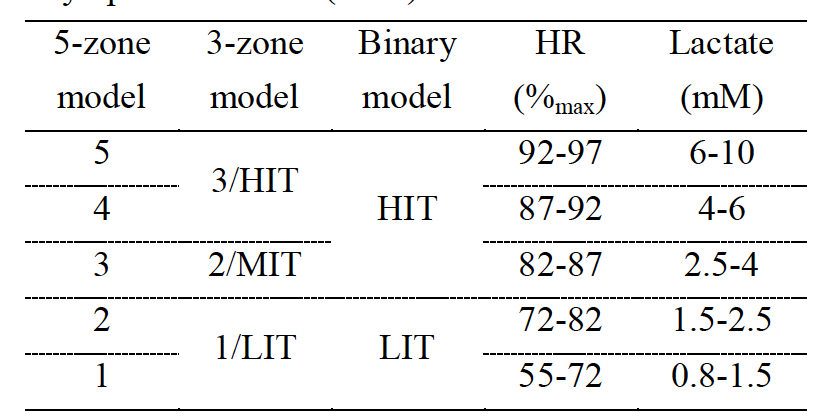 5-zone 3-zone Binary HR Lactate
model model model (%max) (mM)
5 92-97 6-10
3/HIT
4 HIT 87-92 4-6
3 2/MIT 82-87 2.5-4
2 72-82 1.5-2.5
1/LIT LIT
1 55-72 0.8-1.5